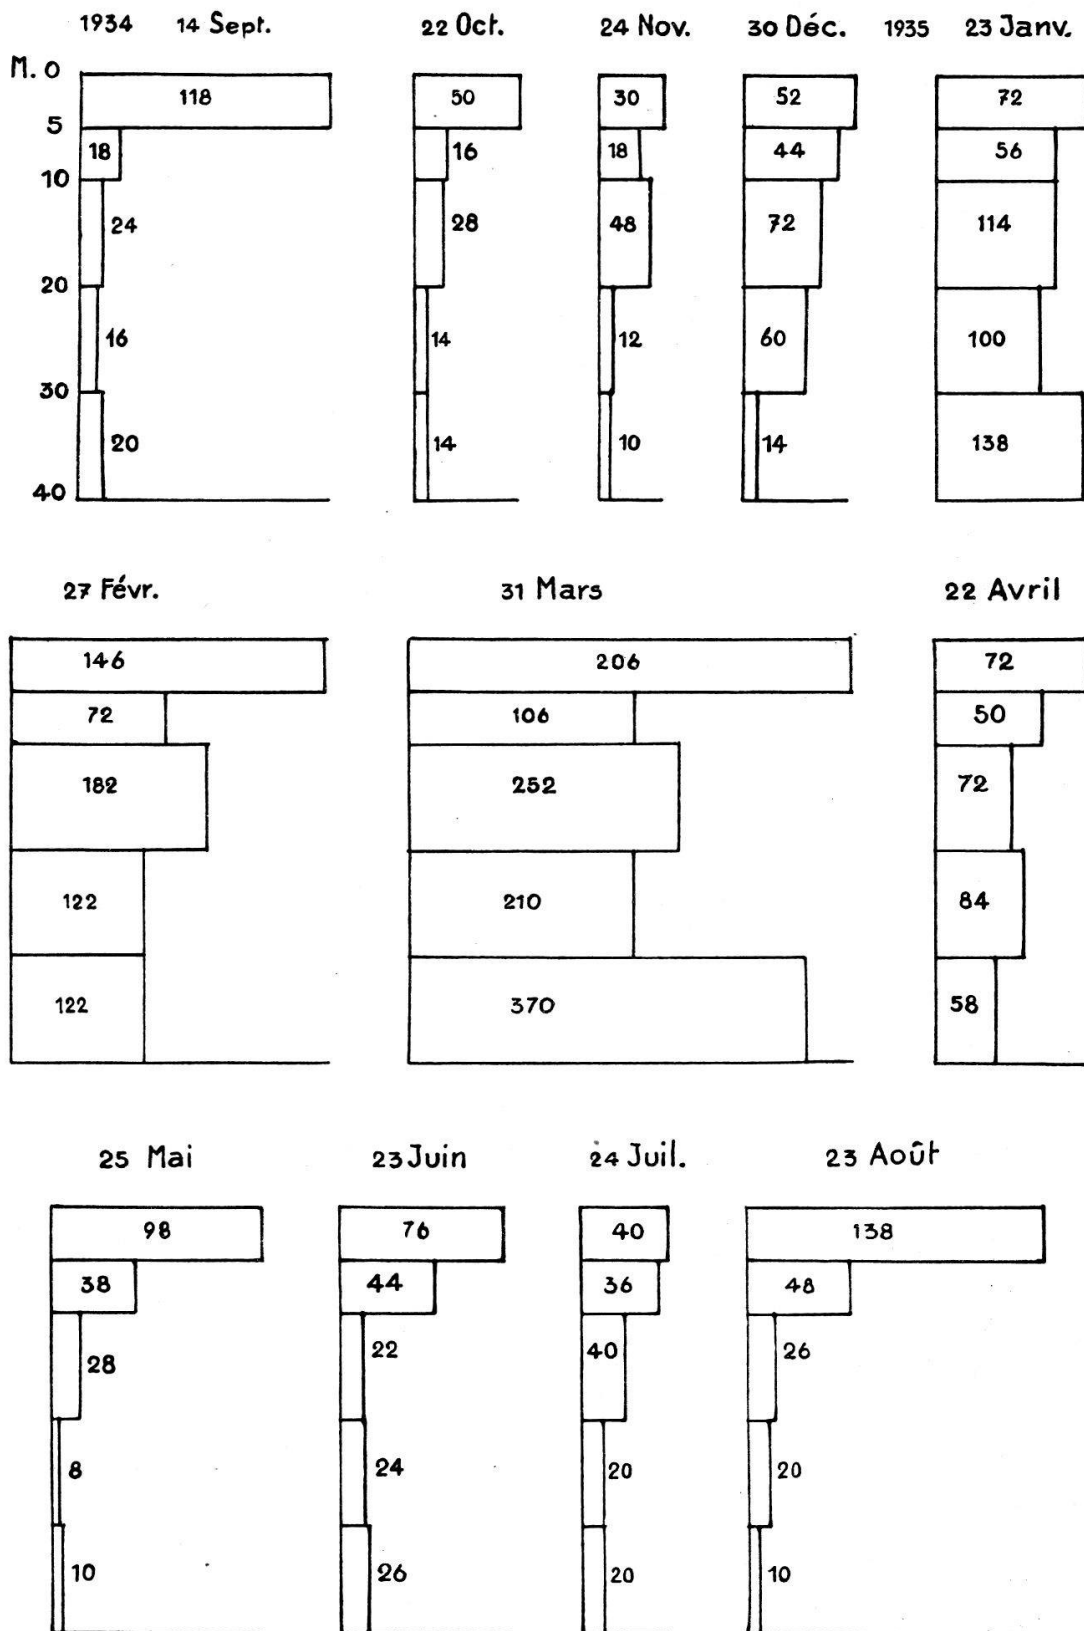 1934 14 Sept. 22 Oct. 24 Nov. 30 Déc. 1935 23 Janv.
M. 0
118 50 30 52 72
5
18 16 18 44 56
10
24 28 48 72 114
20
16 14 12 60 100
30
20 14 10 14 138
40
27 Févr. 31 Mars 22 Avril
146 206 72
72 106 50
182 252 72
122 210 84
122 370 58
25 Mai 23 Juin 24 Juil. 23 Août
98 76 40 138
38 44 36 48
28 22 40 26
8 24 20 20
10 26 20 10